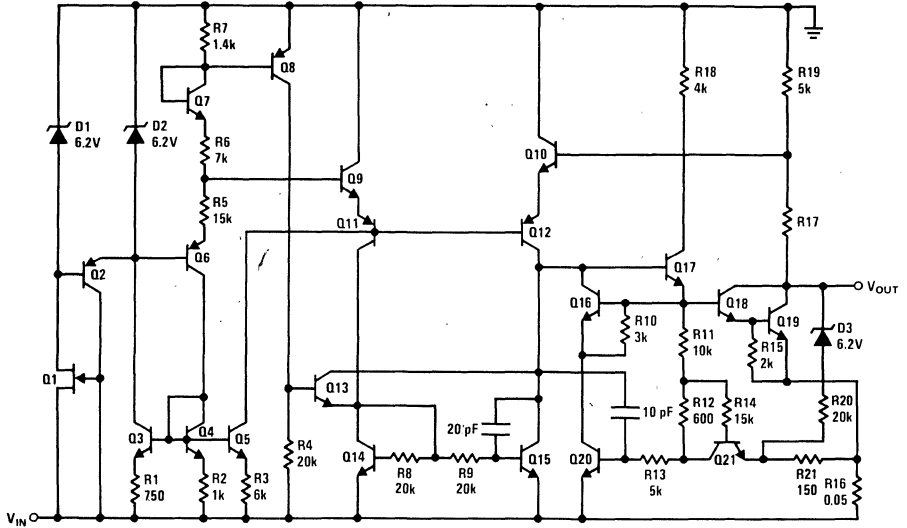 R7
1.4k
Q8
R18
4k
R19
5k
Q7
D1
6.2V
D2
6.2V
R6
7k
Q9
Q10
R5
15k
Q11
Q12
R17
Q2
Q6
Q17
VOUT
Q16
Q18
Q19
R10
3k
R11
10k
R15
2k
D3
6.2V
Q1
Q13
20 pF
10 pF
R12
600
R14
15k
R20
20k
Q3
Q4
Q5
R4
20k
Q14
R8
20k
R9
20k
Q15
Q20
R13
5k
Q21
R21
150
R16
0.05
R1
750
R2
1k
R3
6k
VIN